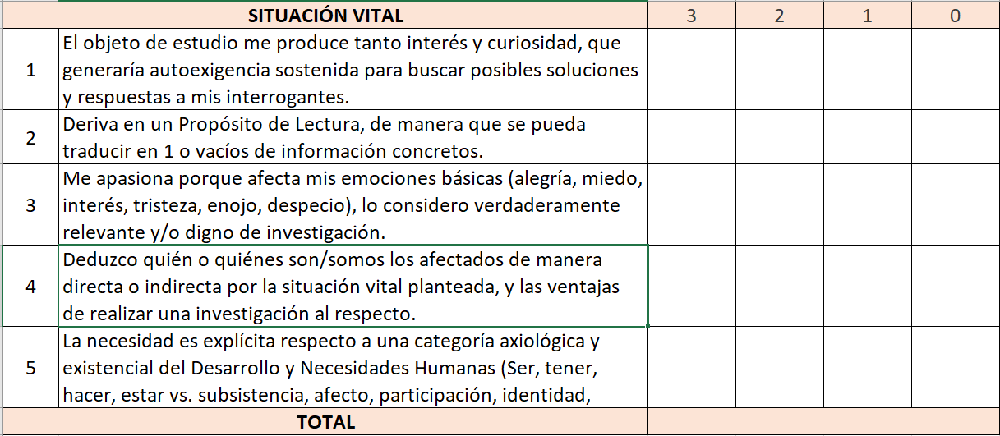 SITUACIÓN VITAL 3 2 1 0
El objeto de estudio me produce tanto interés y curiosidad, que
1 generaría autoexigencia sostenida para buscar posibles soluciones
y respuestas a mis interrogantes.
Deriva en un Propósito de Lectura, de manera que se pueda
2 traducir en 1 o vacíos de información concretos.
Me apasiona porque afecta mis emociones básicas (alegría, miedo,
3 interés, tristeza, enojo, despecio), lo considero verdaderamente
relevante y/o digno de investigación.
Deduzco quién o quiénes son/somos los afectados de manera
4 directa o indirecta por la situación vital planteada, y las ventajas
de realizar una investigación al respecto.
La necesidad es explícita respecto a una categoría axiológica y
5 existencial del Desarrollo y Necesidades Humanas (Ser, tener,
hacer, estar vs. subsistencia, afecto, participación, identidad,
TOTAL